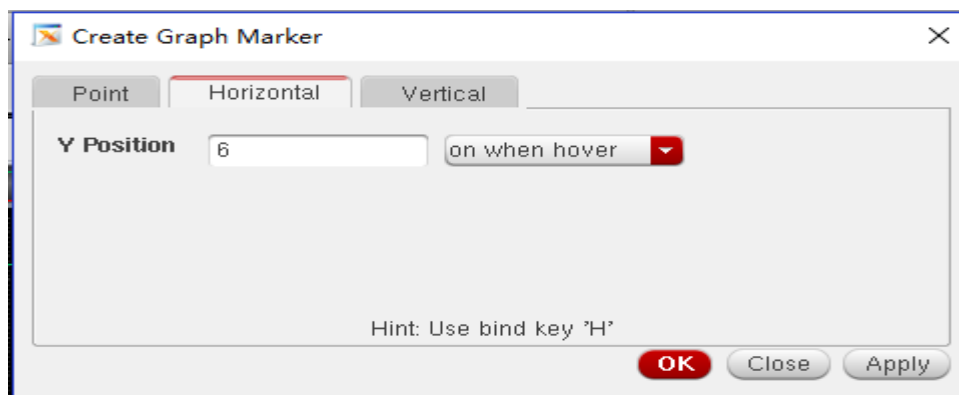 Create Graph Marker
Point Horizontal Vertical
Y Position 6 on when hover
Hint: Use bind key 'H'
OK Close Apply